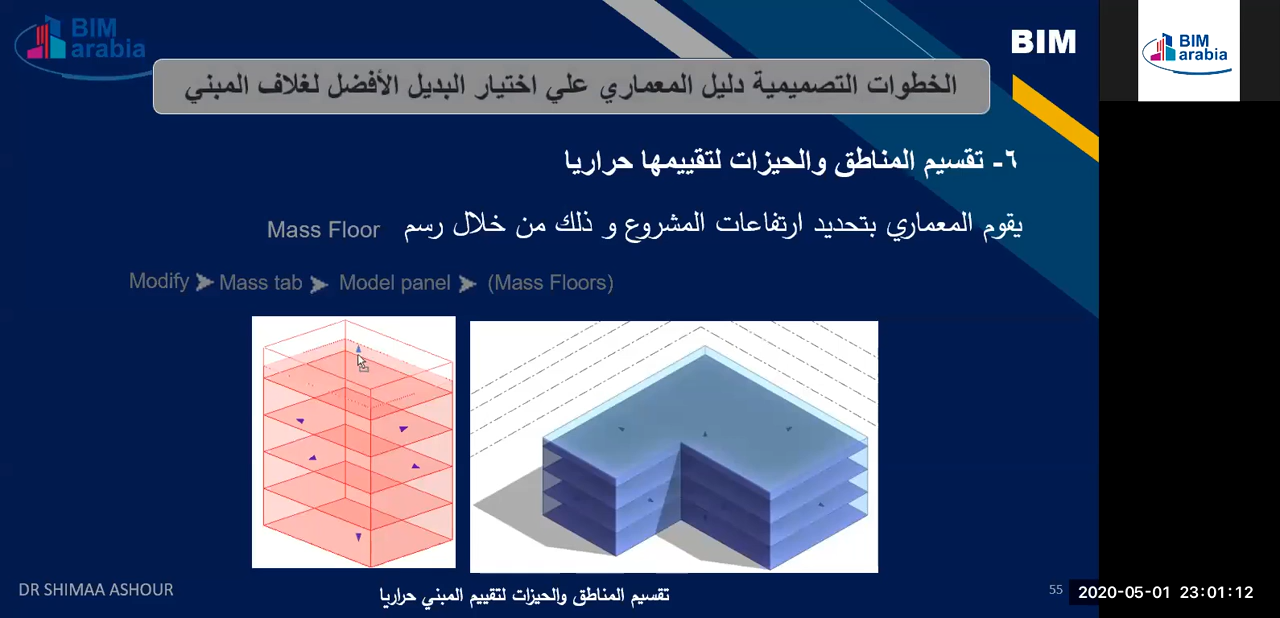 BIM
arabia
BIM
BIM
arabia
الخطوات التصميمية دليل المعماري علي اختيار البديل الأفضل لغلاف المبني
٦- تقسيم المناطق والحيزات لتقييمها حراريا
يقوم المعماري بتحديد ارتفاعات المشروع و ذلك من خلال رسم Mass Floor
Modify Mass tab Model panel (Mass Floors)
تقسيم المناطق والحيزات لتقييم المبني حراريا
DR SHIMAA ASHOUR
55
2020-05-01 23:01:12